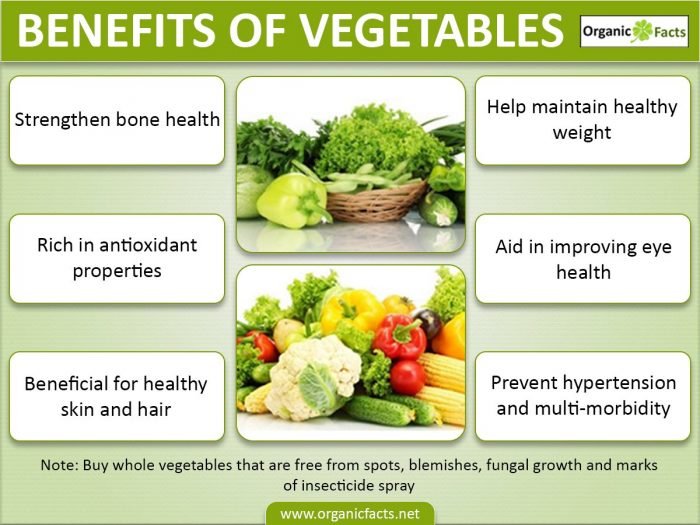 BENEFITS OF VEGETABLES
Organic Facts
Strengthen bone health
Help maintain healthy
weight
Rich in antioxidant
properties
Aid in improving eye
health
Beneficial for healthy
skin and hair
Prevent hypertension
and multi-morbidity
Note: Buy whole vegetables that are free from spots, blemishes, fungal growth and marks
of insecticide spray
www.organicfacts.net